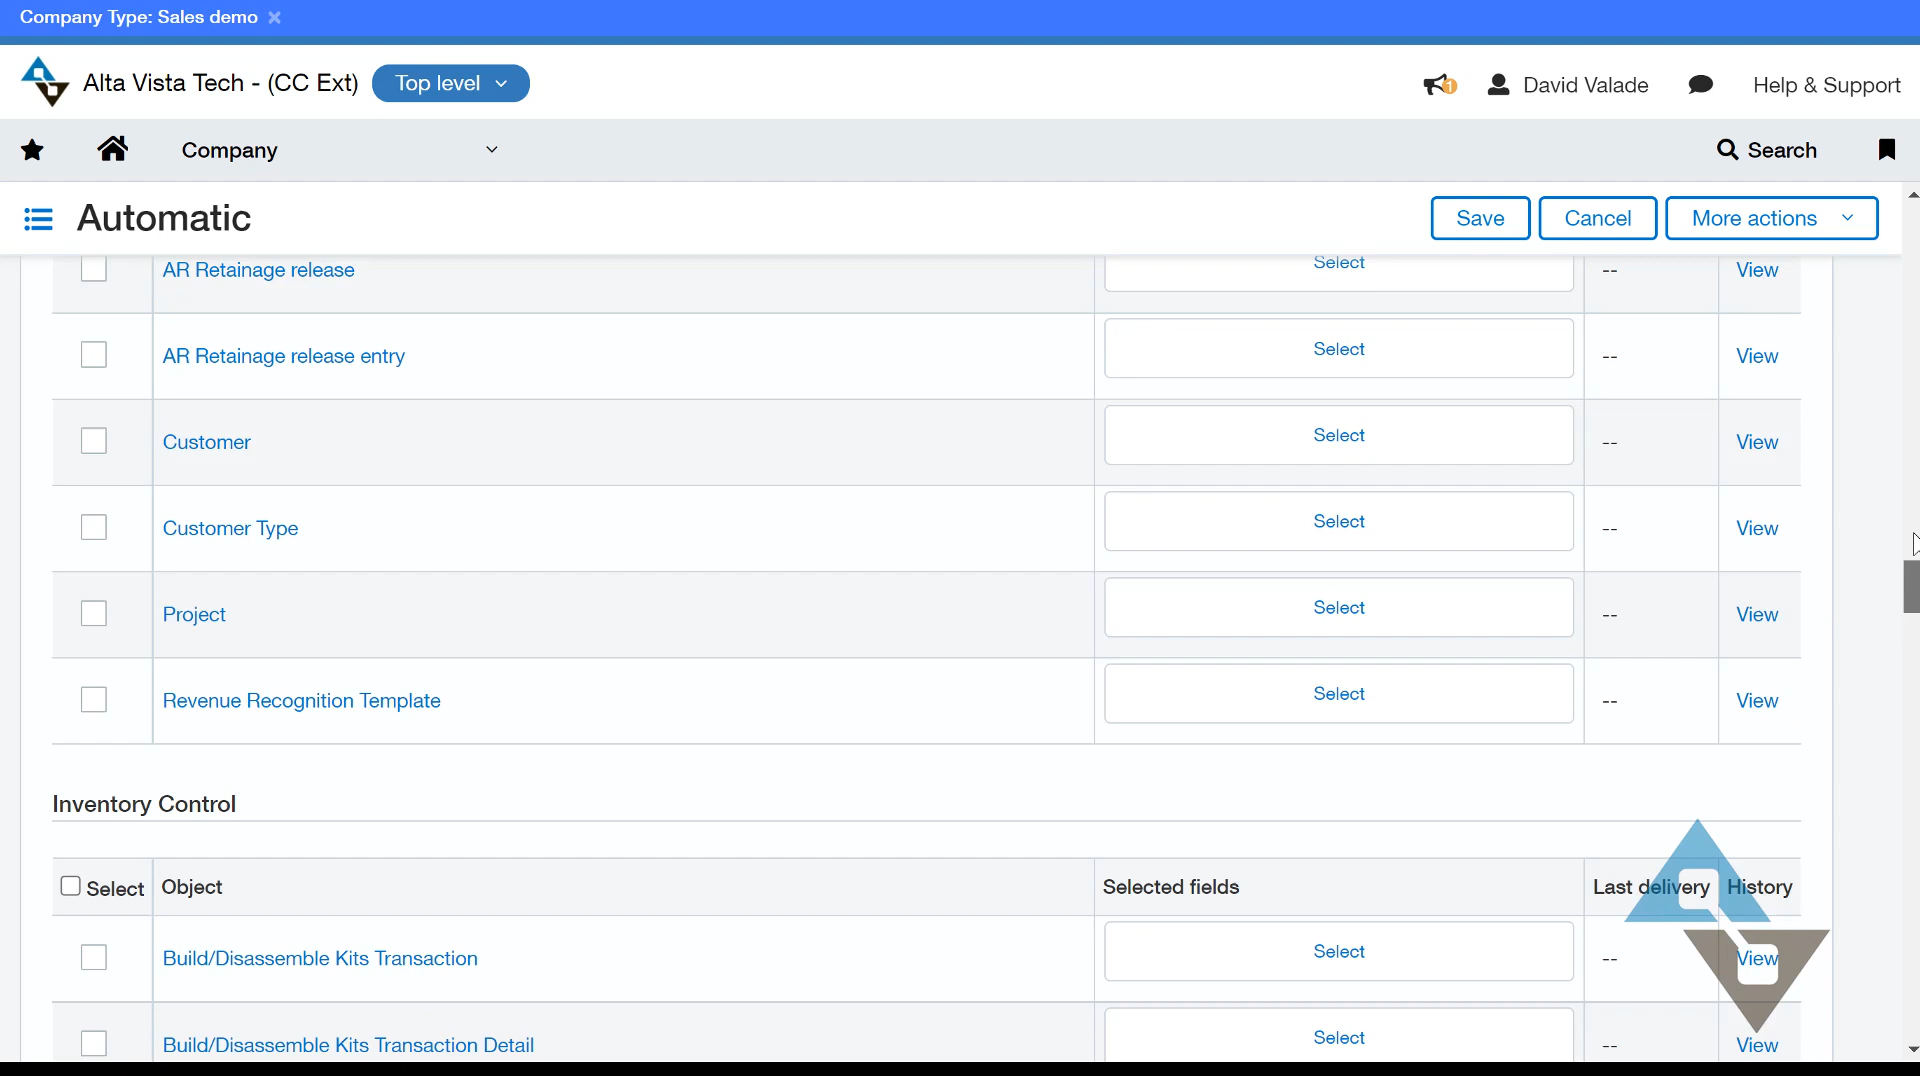 Company Type: Sales demo
Alta Vista Tech - (CC Ext) Top level 1 David Valade Help & Support
Company Search
Automatic Save Cancel More actions
AR Retainage release Select -- View
AR Retainage release entry Select -- View
Customer Select -- View
Customer Type Select -- View
Project Select -- View
Revenue Recognition Template Select -- View
Inventory Control
Select Object Selected fields Last delivery History
Build/Disassemble Kits Transaction Select -- View
Build/Disassemble Kits Transaction Detail Select -- View